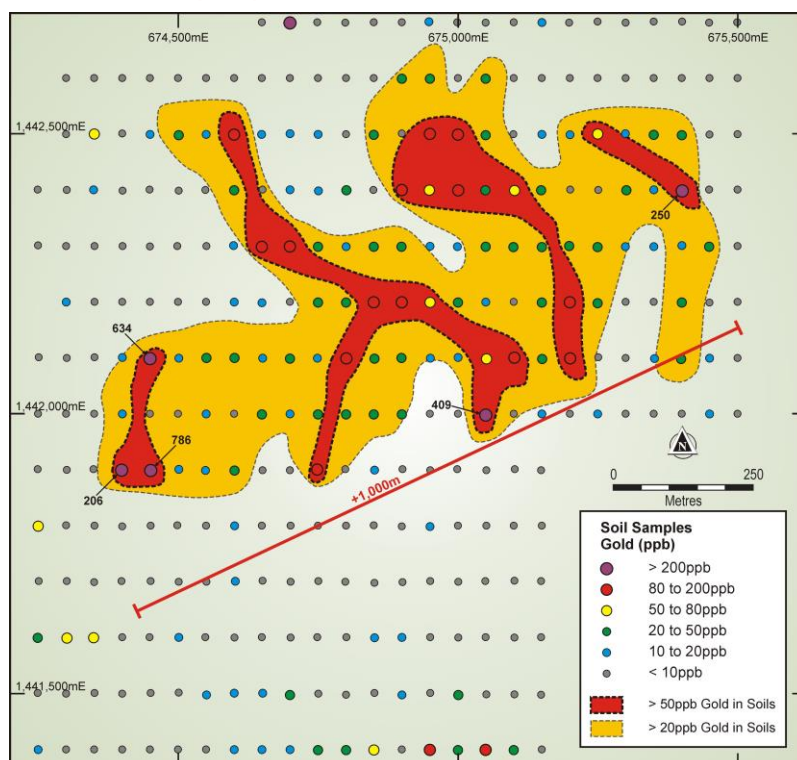 674,500mE
675,000mE
675,500mE
1,442,500mE
250
634
1,442,000mE
409
786
206
+1,000m
N
0
250
Metres
Soil Samples
Gold (ppb)
> 200ppb
80 to 200ppb
50 to 80ppb
20 to 50ppb
10 to 20ppb
< 10ppb
> 50ppb Gold in Soils
> 20ppb Gold in Soils
1,441,500mE